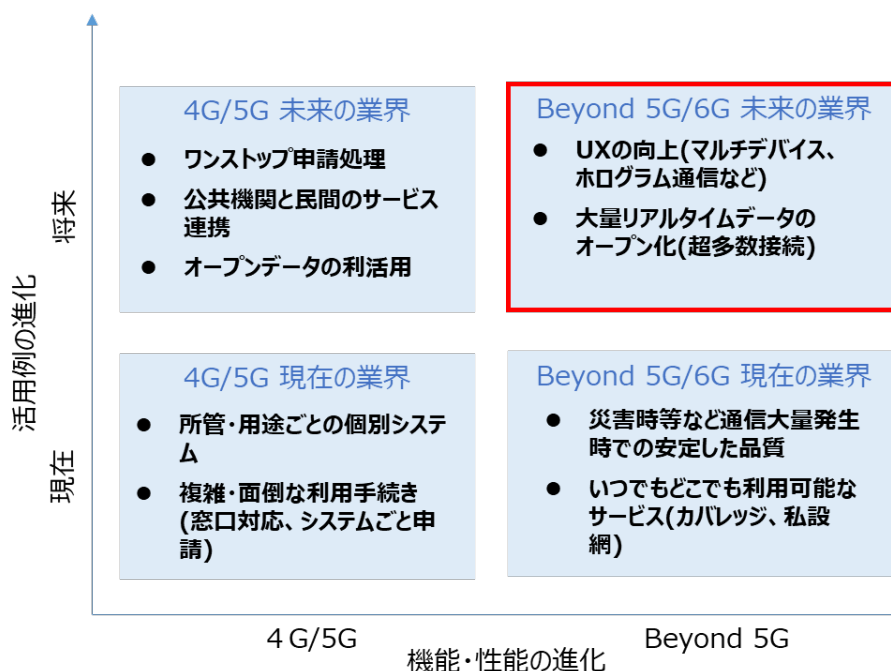 4G/5G 未来の業界
● ワンストップ申請処理
● 公共機関と民間のサービス
連携
● オープンデータの利活用
Beyond 5G/6G 未来の業界
● UXの向上(マルチデバイス、
ホログラム通信など)
● 大量リアルタイムデータの
オープン化(超多数接続)
4G/5G 現在の業界
● 所管・用途ごとの個別システ
ム
● 複雑・面倒な利用手続き
(窓口対応、システムごと申
請)
Beyond 5G/6G 現在の業界
● 災害時等など通信大量発生
時での安定した品質
● いつでもどこでも利用可能な
サービス(カバレッジ、私設
網)
活用例の進化
将来
現在
４G/5G
Beyond 5G
機能・性能の進化